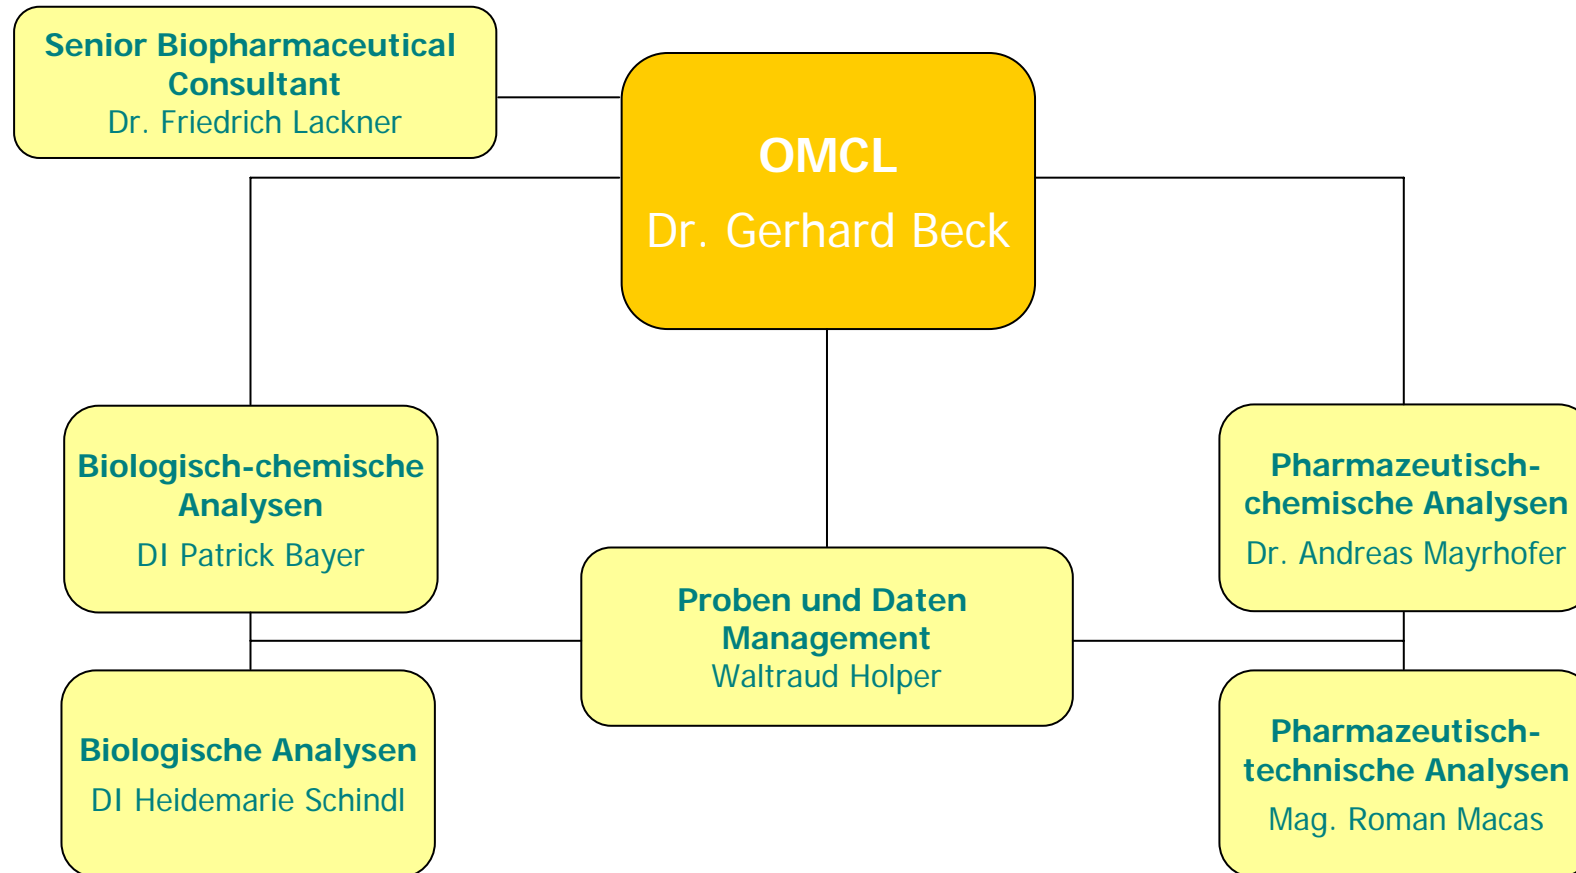 Senior Biopharmaceutical
Consultant
Dr. Friedrich Lackner
OMCL
Dr. Gerhard Beck
Biologisch-chemische
Analysen
DI Patrick Bayer
Pharmazeutisch-
chemische Analysen
Dr. Andreas Mayrhofer
Proben und Daten
Management
Waltraud Holper
Biologische Analysen
DI Heidemarie Schindl
Pharmazeutisch-
technische Analysen
Mag. Roman Macas